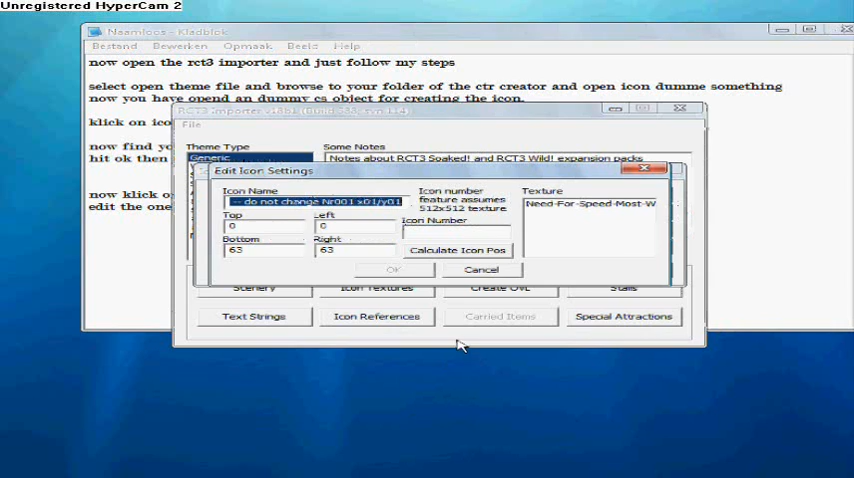 Unregistered HyperCam 2
Naamloos - Kladblok
Bestand Bewerken Opmaak Beeld Help
now open the rct3 importer and just follow my steps
select open theme file and browse to your folder of the ctr creator and open icon dumme something
now you have opend an dummy cs object for creating the icon.
klick on ico
now find yo
hit ok then
now klick o
edit the one
RCT3 Importer
File
Theme Type Some Notes
Generic Notes about RCT3 Soaked! and RCT3 Wild! expansion packs
Edit Icon Settings
Icon Name
-- do not change Nr001 x01/y01
Icon number
feature assumes
512x512 texture
Texture
Need-For-Speed-Most-W
Top Left Icon Number
0 0
Bottom Right
63 63 Calculate Icon Pos
OK Cancel
Scenery Icon Textures Create OVL Stalls
Text Strings Icon References Carried Items Special Attractions